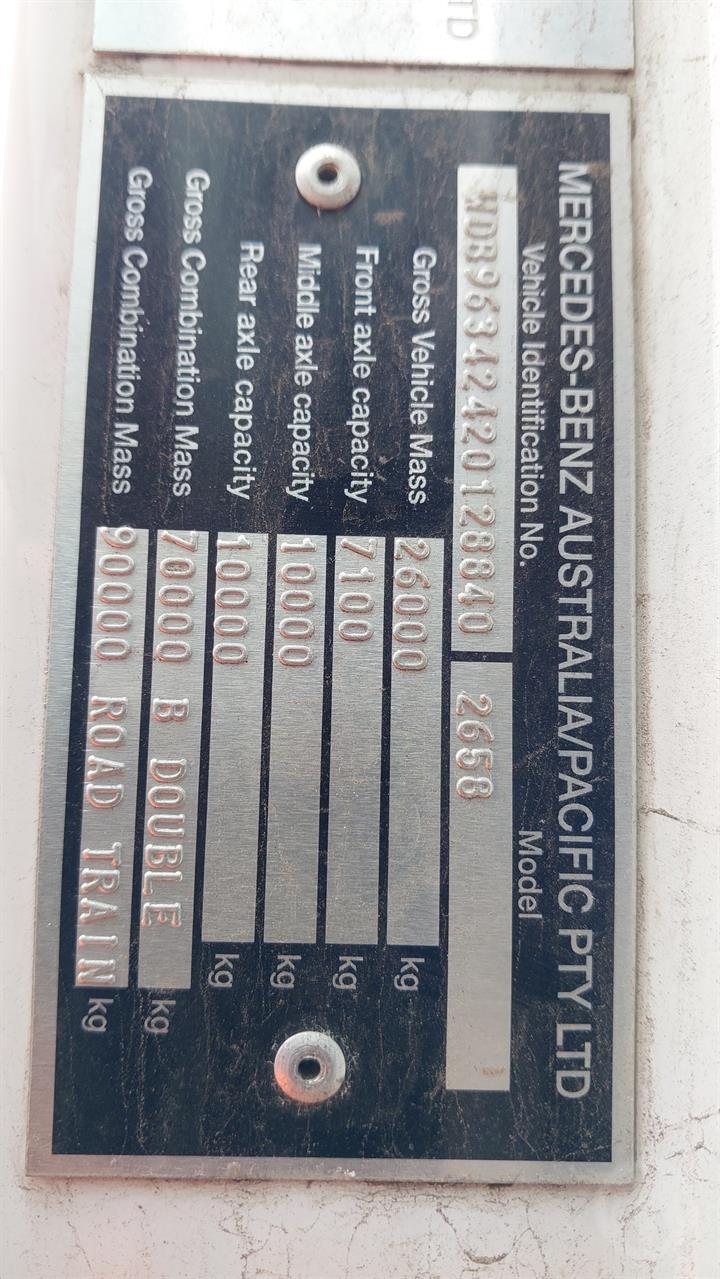 LTD
MERCEDES-BENZ AUSTRALIA/PACIFIC PTY LTD
Vehicle Identification No. Model
WDB96342420128840 2658
Gross Vehicle Mass 26000 kg
Front axle capacity 7100 kg
Middle axle capacity 10000 kg
Rear axle capacity 10000 kg
Gross Combination Mass 70000 B DOUBLE kg
Gross Combination Mass 90000 ROAD TRAIN kg